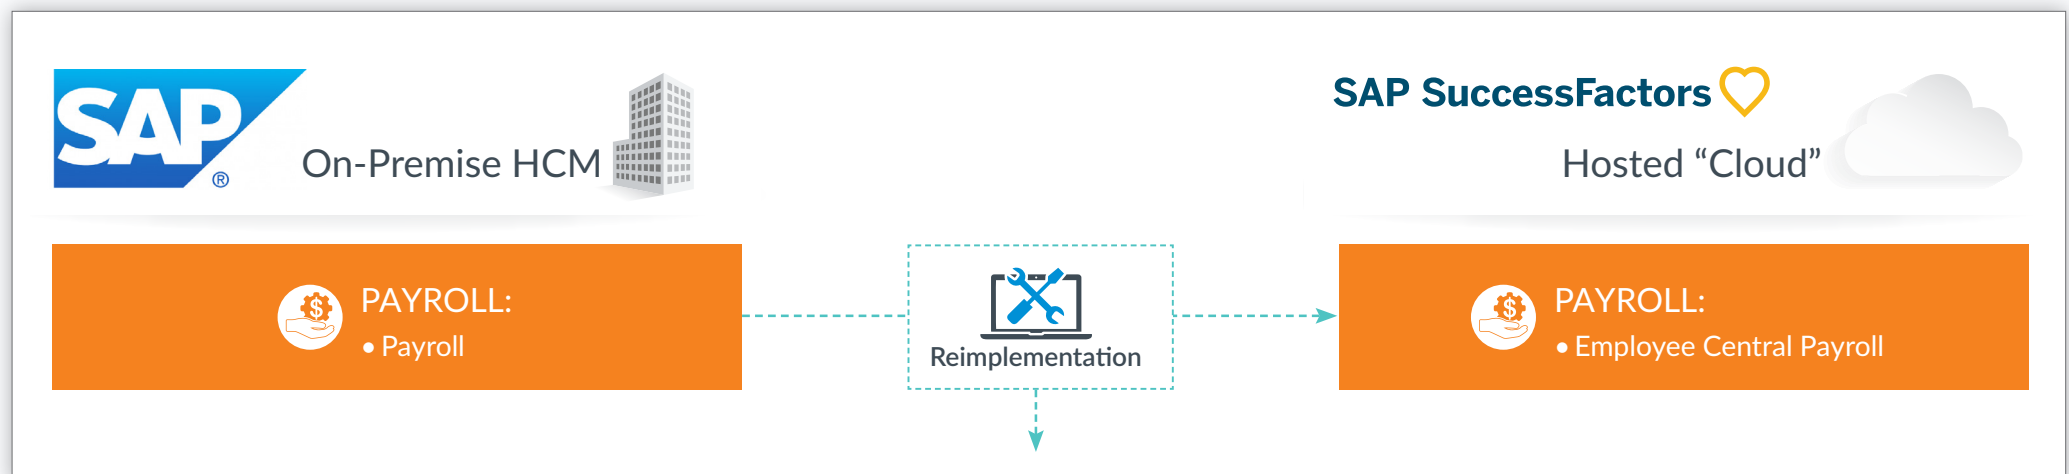 SAP ®
On-Premise HCM
SAP SuccessFactors
Hosted “Cloud”
$ PAYROLL:
• Payroll
Reimplementation
$ PAYROLL:
• Employee Central Payroll